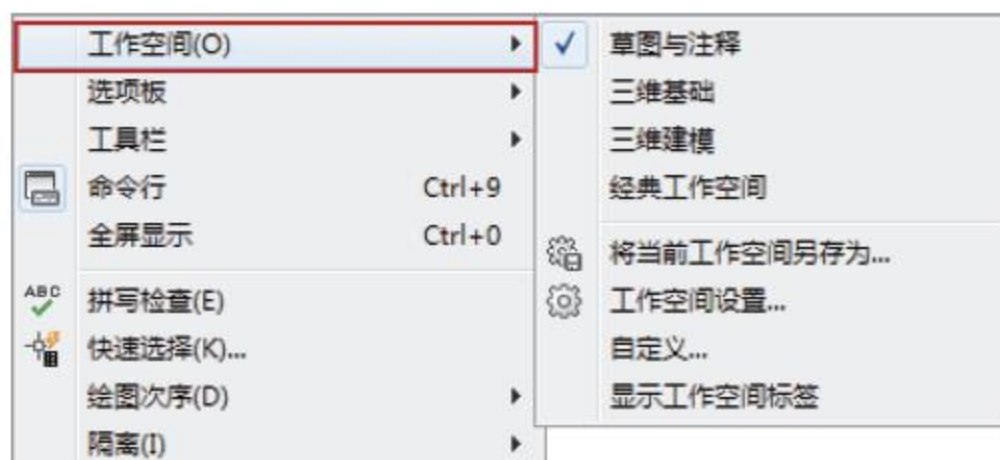 工作空间(O)
选项板
工具栏
命令行 Ctrl+9
全屏显示 Ctrl+0
ABC
拼写检查(E)
快速选择(K)...
绘图次序(D)
隔离(I)
草图与注释
三维基础
三维建模
经典工作空间
将当前工作空间另存为...
工作空间设置...
自定义...
显示工作空间标签